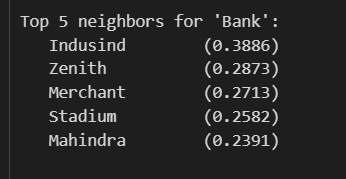 Top 5 neighbors for 'Bank':
Indusind (0.3886)
Zenith (0.2873)
Merchant (0.2713)
Stadium (0.2582)
Mahindra (0.2391)